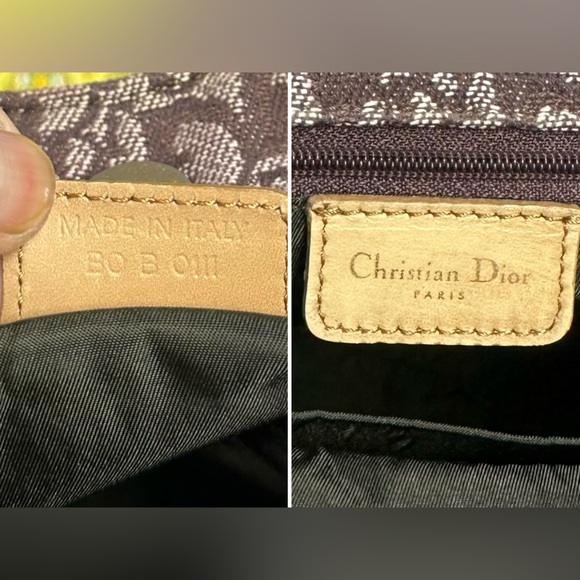 MADE IN ITALY
BO B 0111
Christian Dior
PARIS